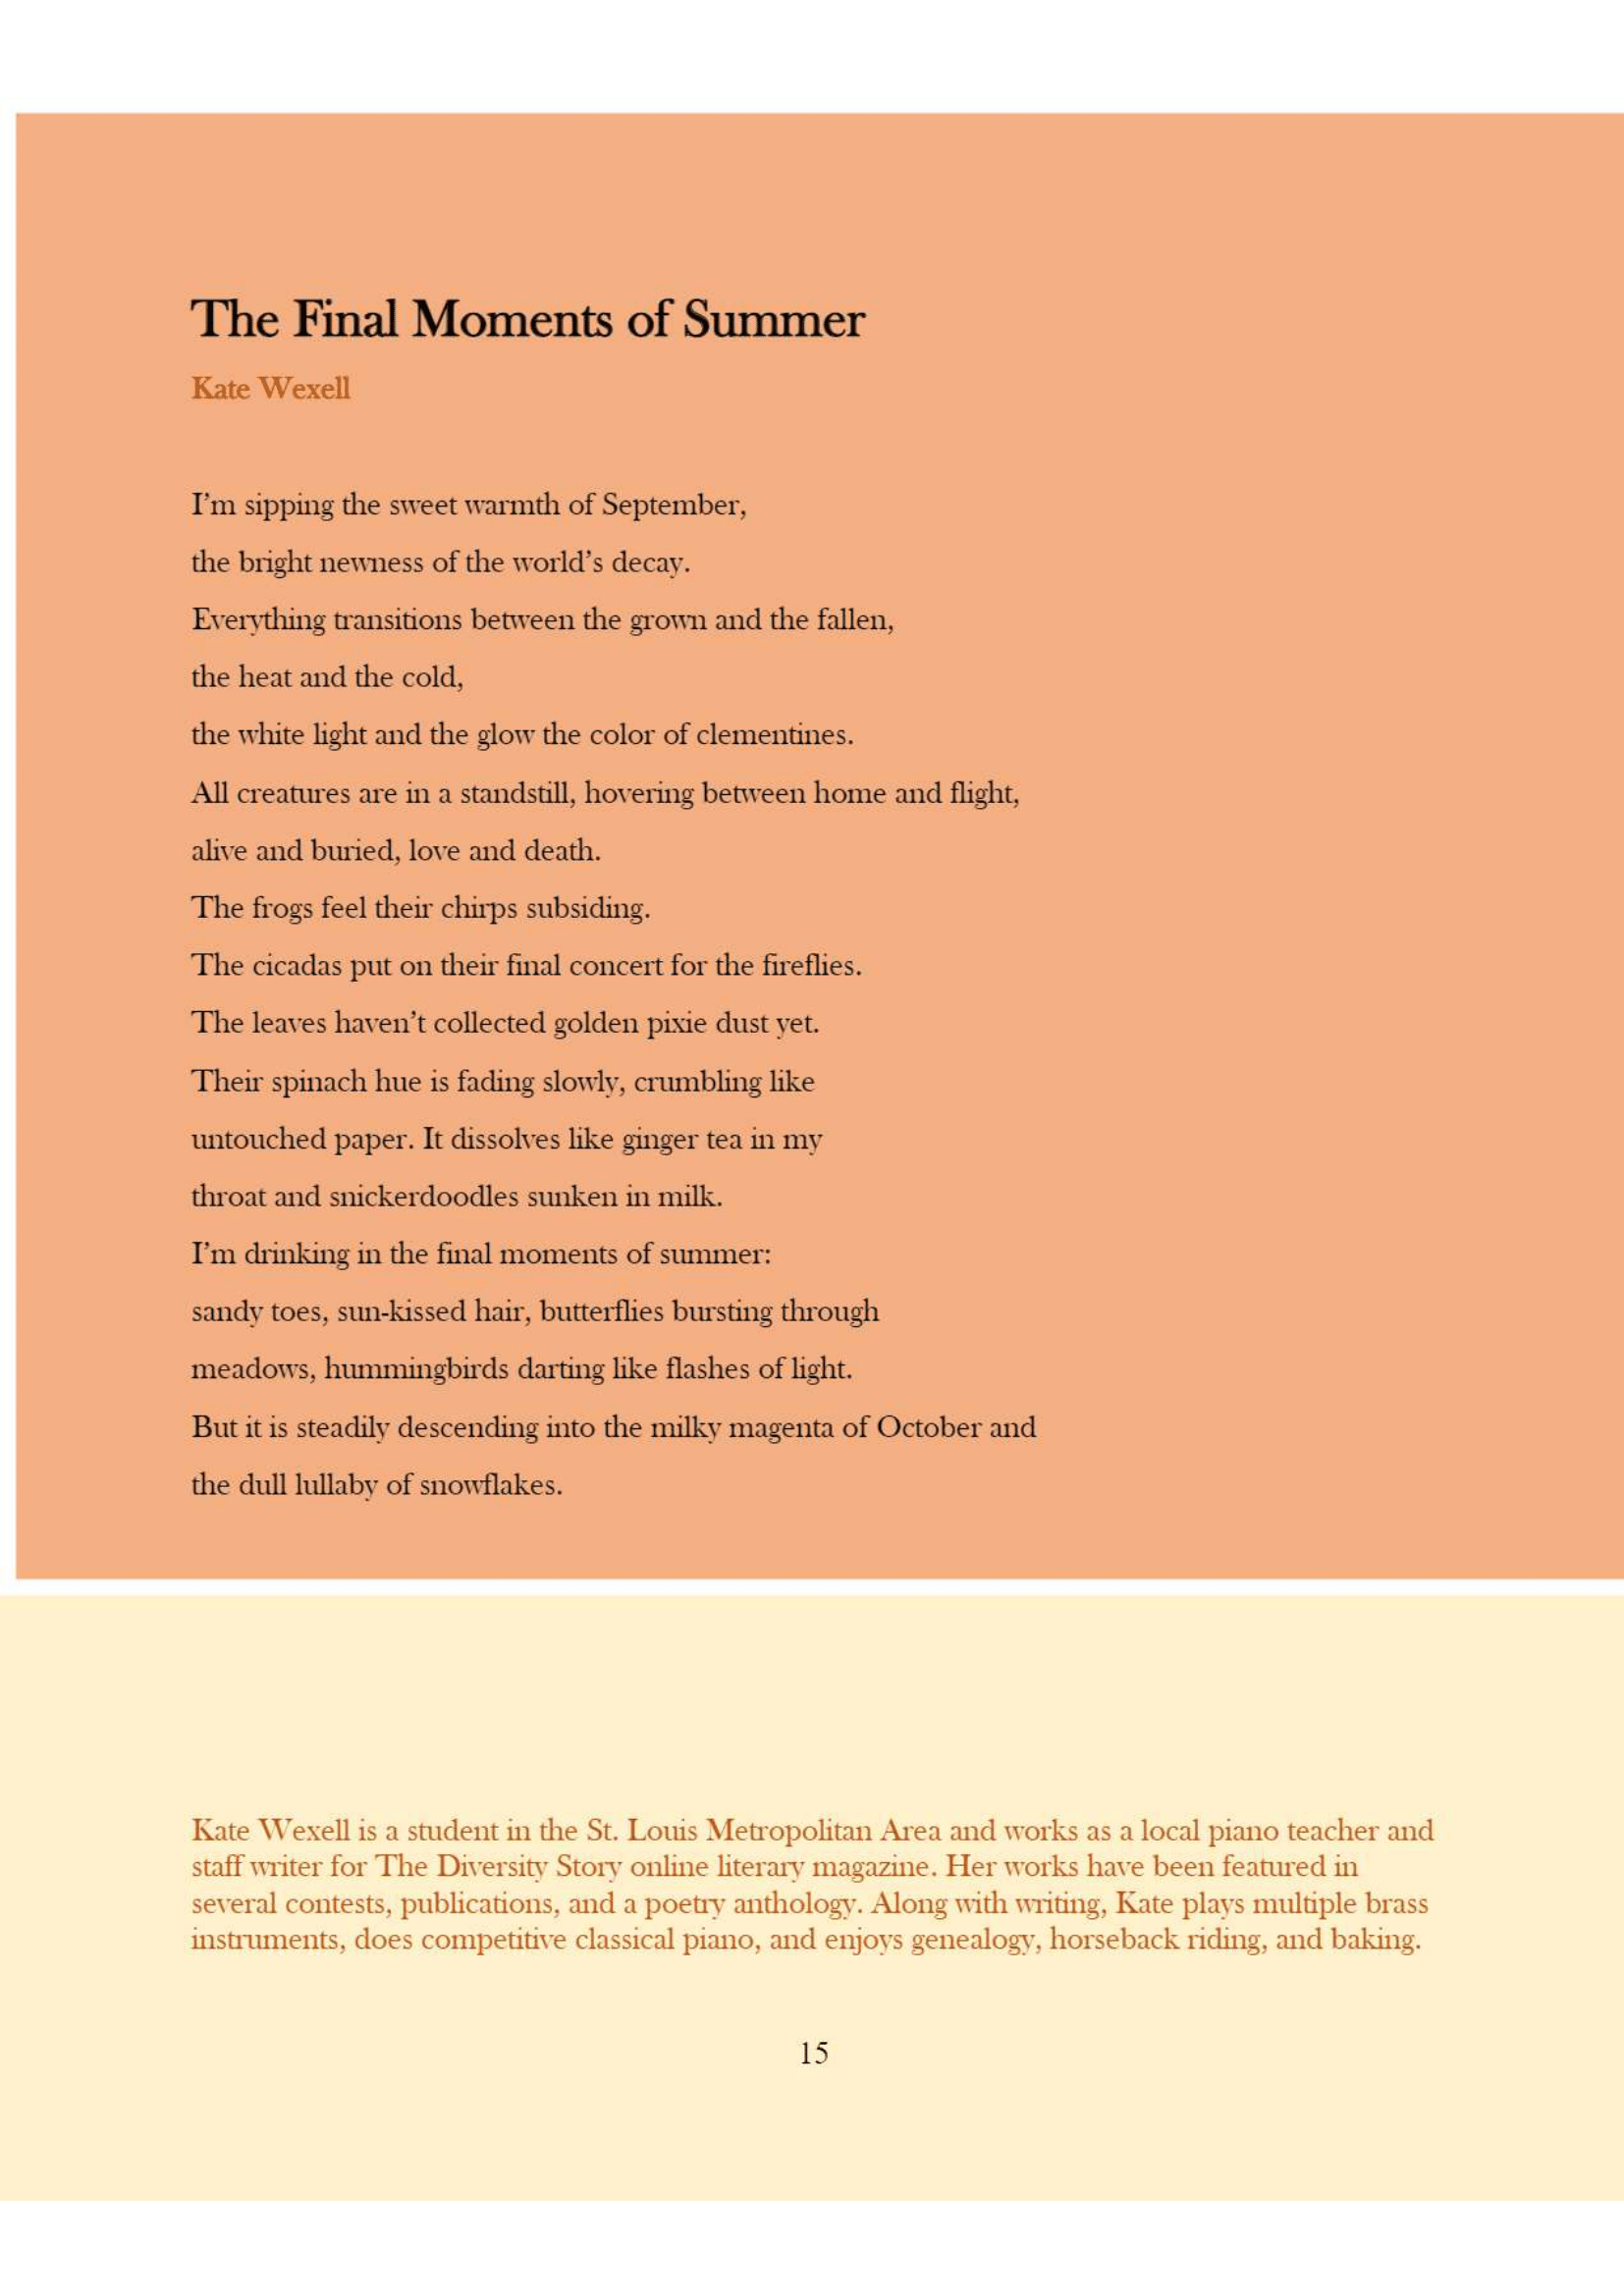 The Final Moments of Summer
Kate Wexell
I’m sipping the sweet warmth of September,
the bright newness of the world’s decay.
Everything transitions between the grown and the fallen,
the heat and the cold,
the white light and the glow the color of clementines.
All creatures are in a standstill, hovering between home and flight,
alive and buried, love and death.
The frogs feel their chirps subsiding.
The cicadas put on their final concert for the fireflies.
The leaves haven’t collected golden pixie dust yet.
Their spinach hue is fading slowly, crumbling like
untouched paper. It dissolves like ginger tea in my
throat and snickerdoodles sunken in milk.
I’m drinking in the final moments of summer:
sandy toes, sun-kissed hair, butterflies bursting through
meadows, hummingbirds darting like flashes of light.
But it is steadily descending into the milky magenta of October and
the dull lullaby of snowflakes.
Kate Wexell is a student in the St. Louis Metropolitan Area and works as a local piano teacher and
staff writer for The Diversity Story online literary magazine. Her works have been featured in
several contests, publications, and a poetry anthology. Along with writing, Kate plays multiple brass
instruments, does competitive classical piano, and enjoys genealogy, horseback riding, and baking.
15